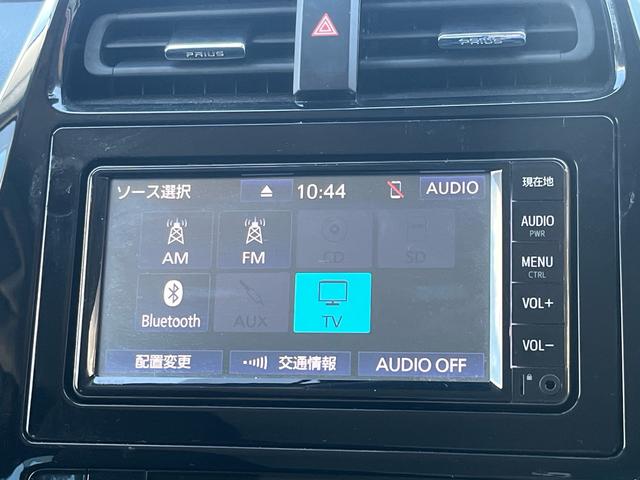 PRIUS
PRIUS
ソース選択 10:44 AUDIO
AM FM CD SD
Bluetooth AUX TV
配置変更 交通情報 AUDIO OFF
現在地
AUDIO
PWR
MENU
CTRL
VOL+
VOL-